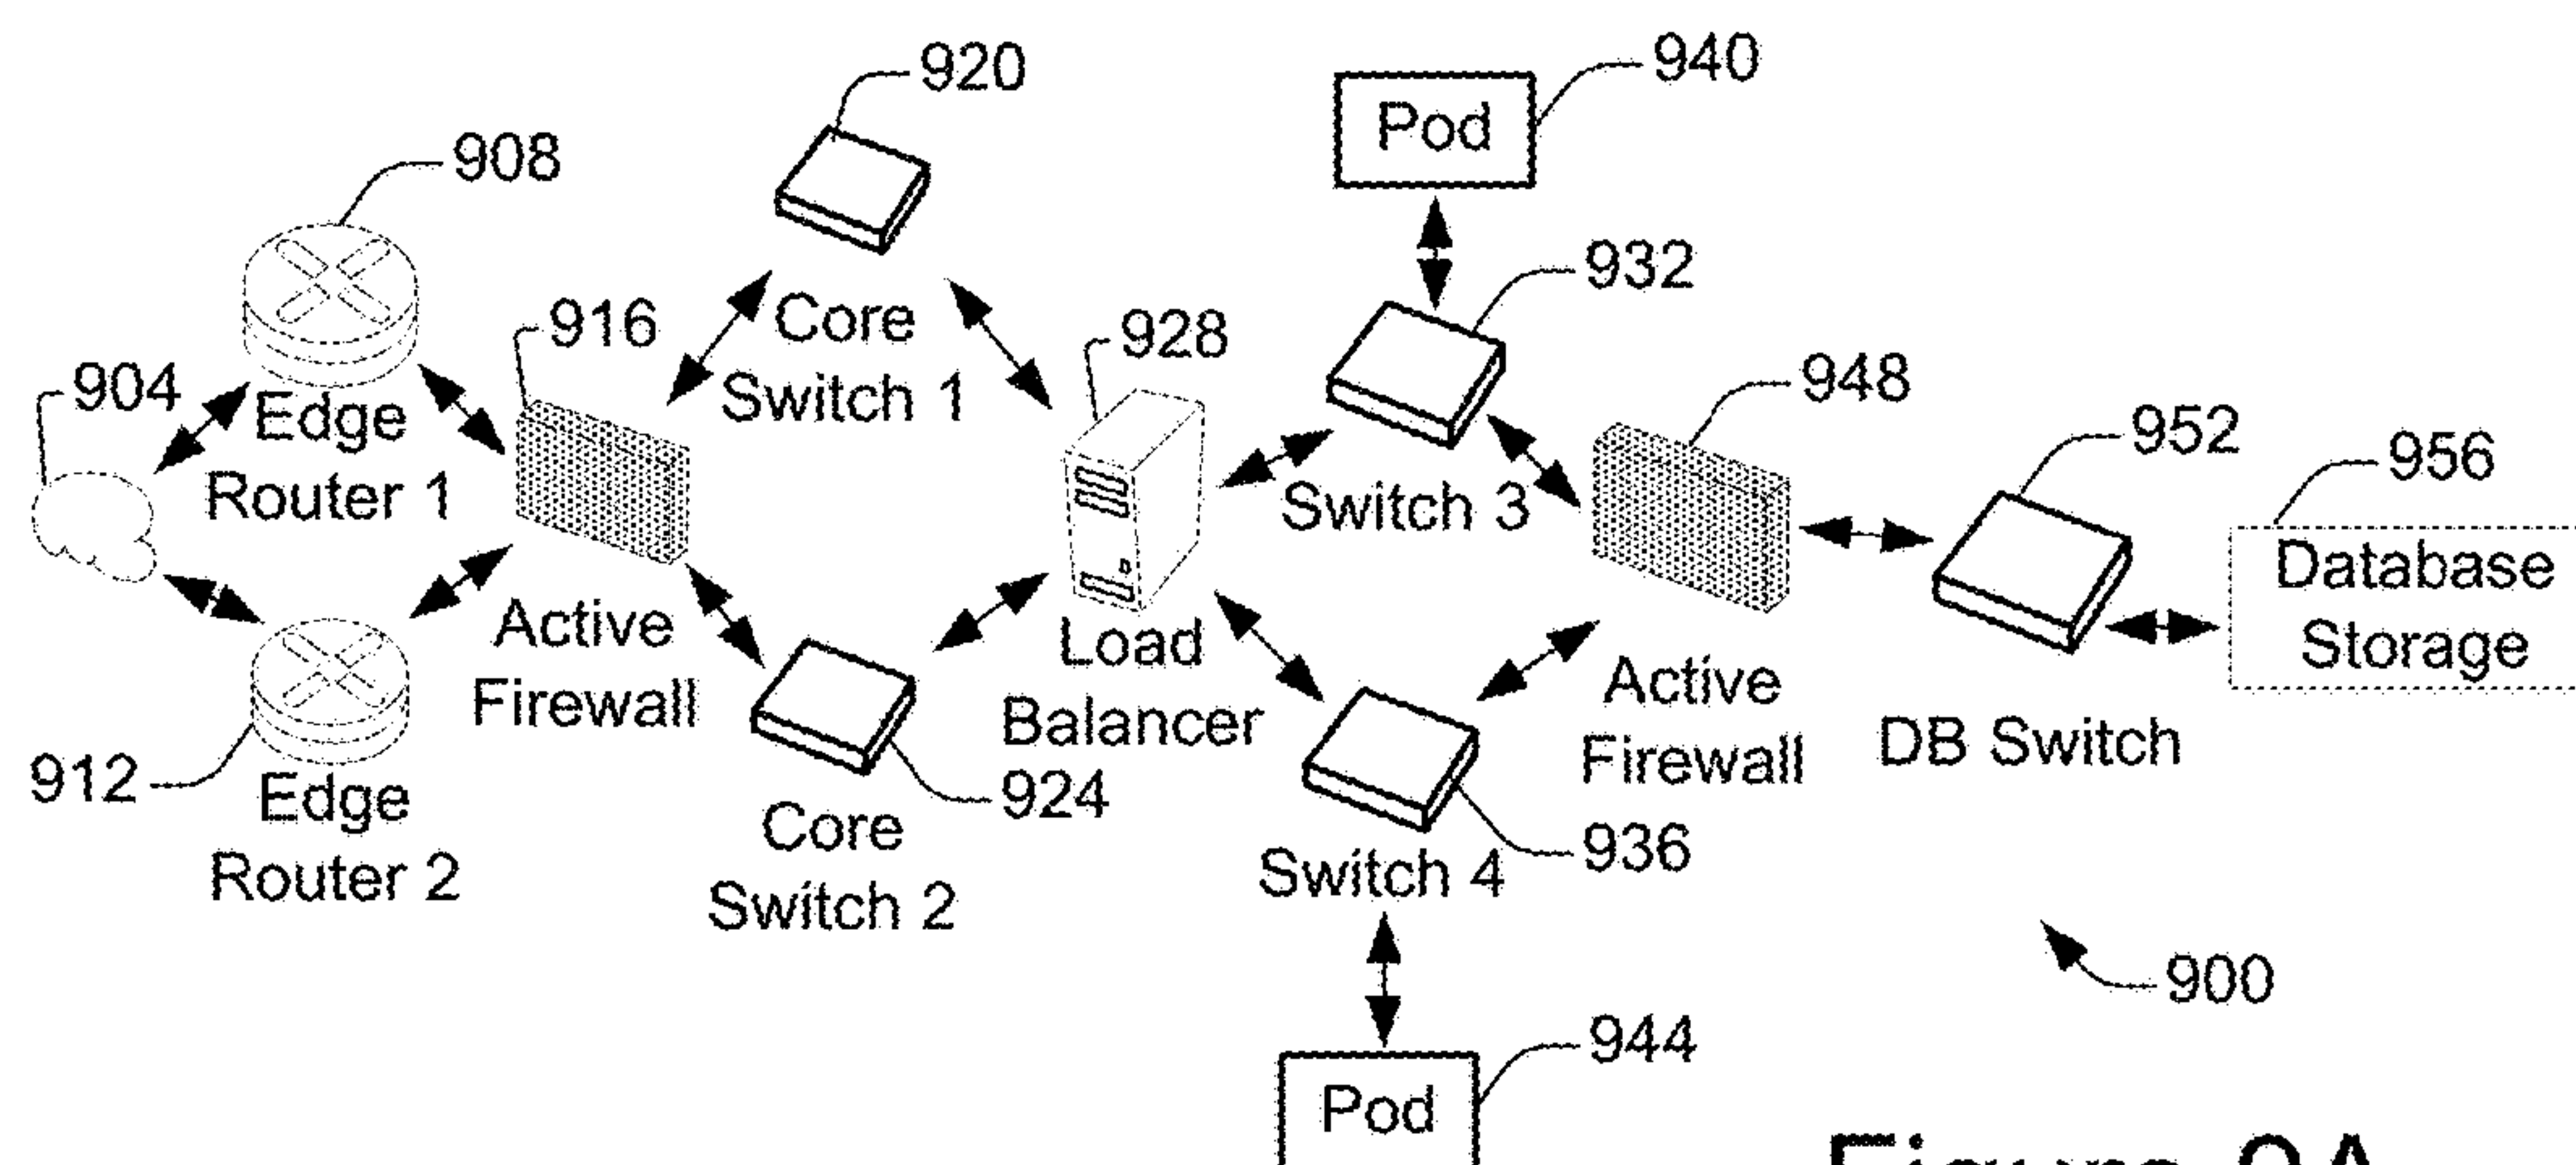 920
940
Pod
908
932
916
Core
Switch 1
928
948
904
Edge
Router 1
952
956
Switch 3
Database
Storage
Active
Firewall
Load
Balancer
Active
Firewall
DB Switch
912
Edge
Router 2
924
Core
Switch 2
936
Switch 4
900
944
Pod
Figure 9A